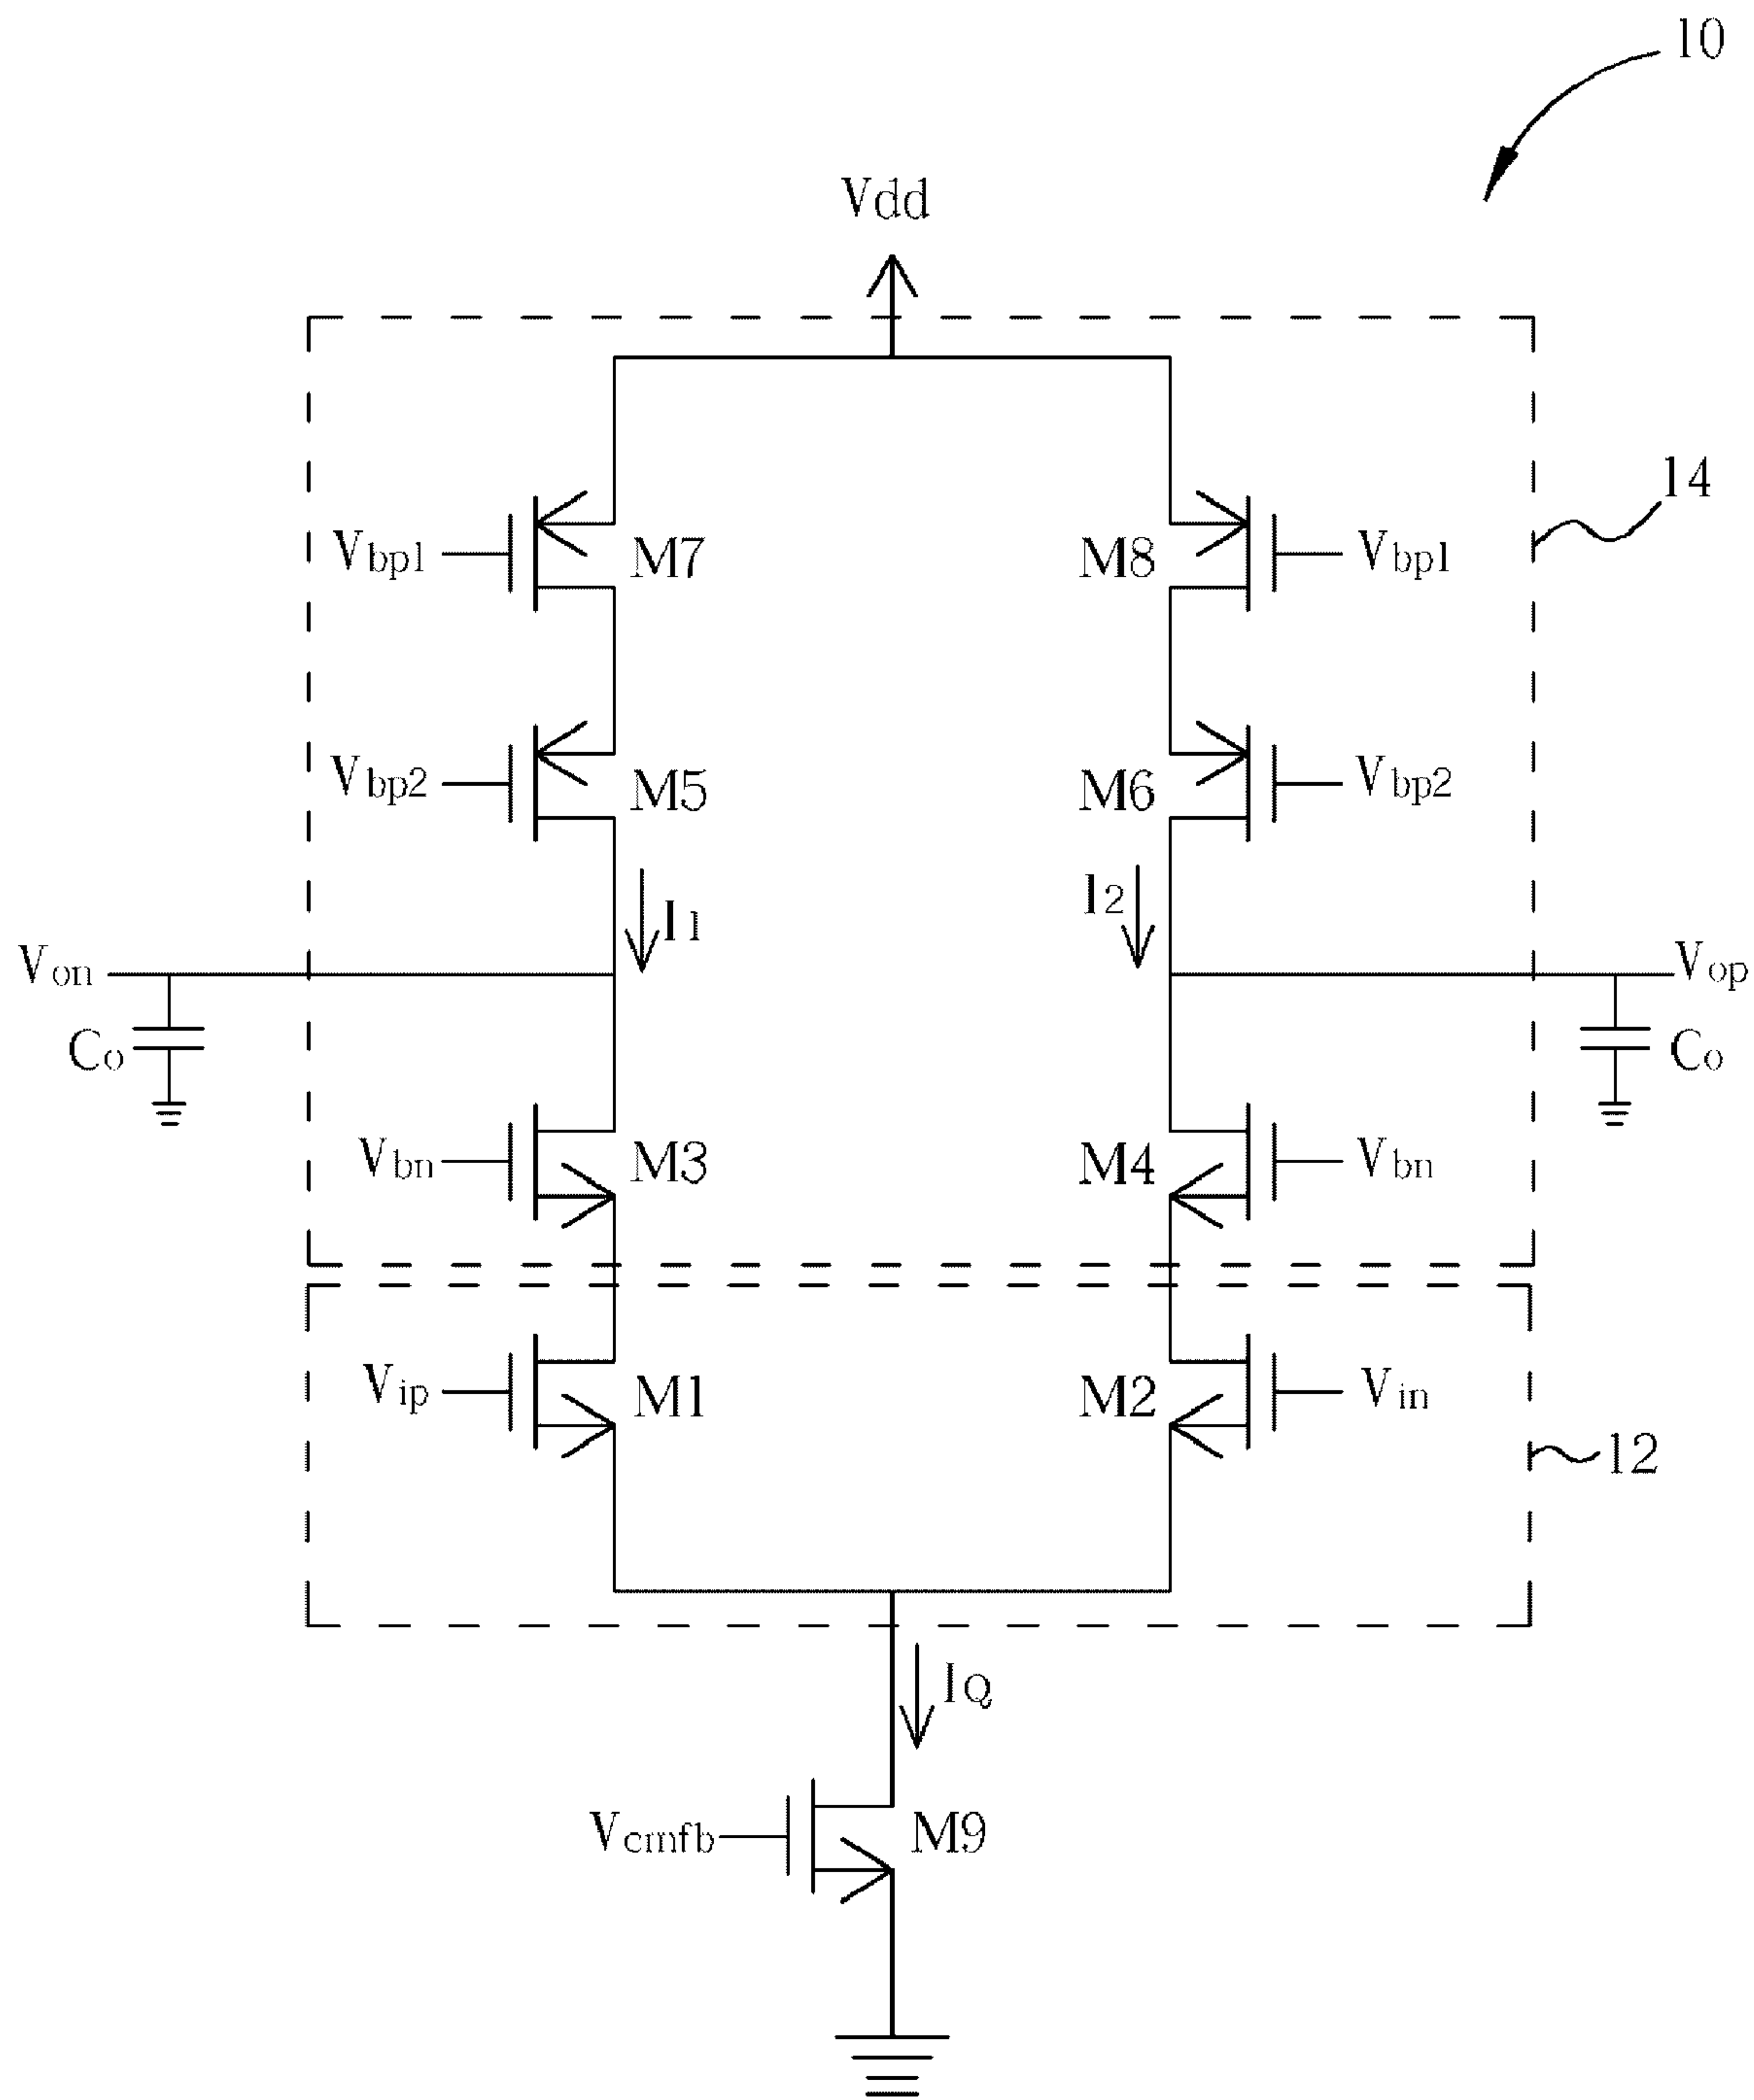 10
Vdd
14
Vbp1 M7 M8 Vbp1
Vbp2 M5 M6 Vbp2
I1 I2
Von Vop
Co Co
Vbn M3 M4 Vbn
Vip M1 M2 Vin
12
IQ
Vcmfb M9